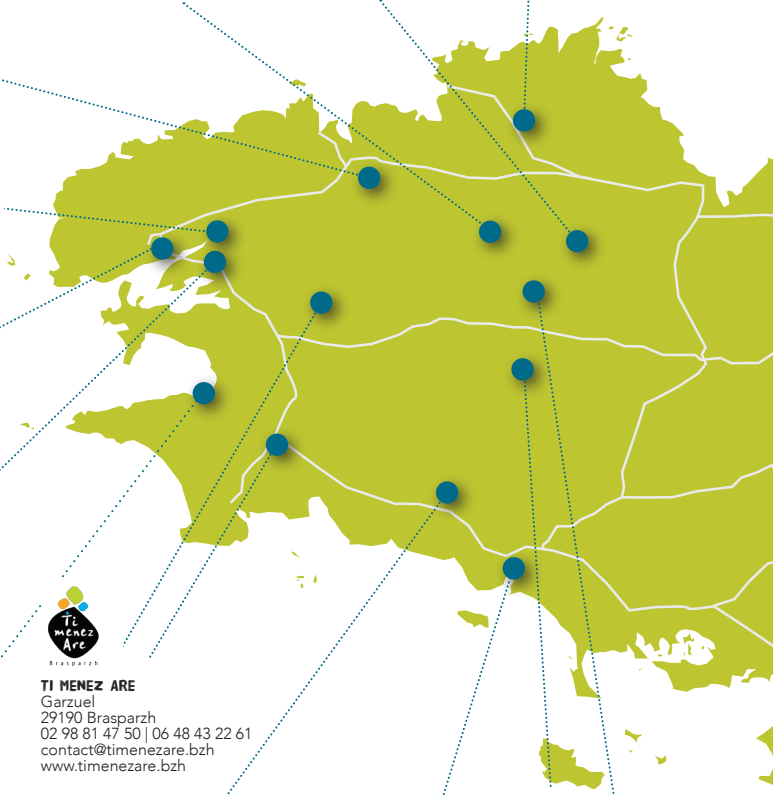 Ti
menez
Are
Brasparzh
TI MENEZ ARE
Garzuel
29190 Brasparzh
02 98 81 47 50 | 06 48 43 22 61
contact@timenezare.bzh
www.timenezare.bzh